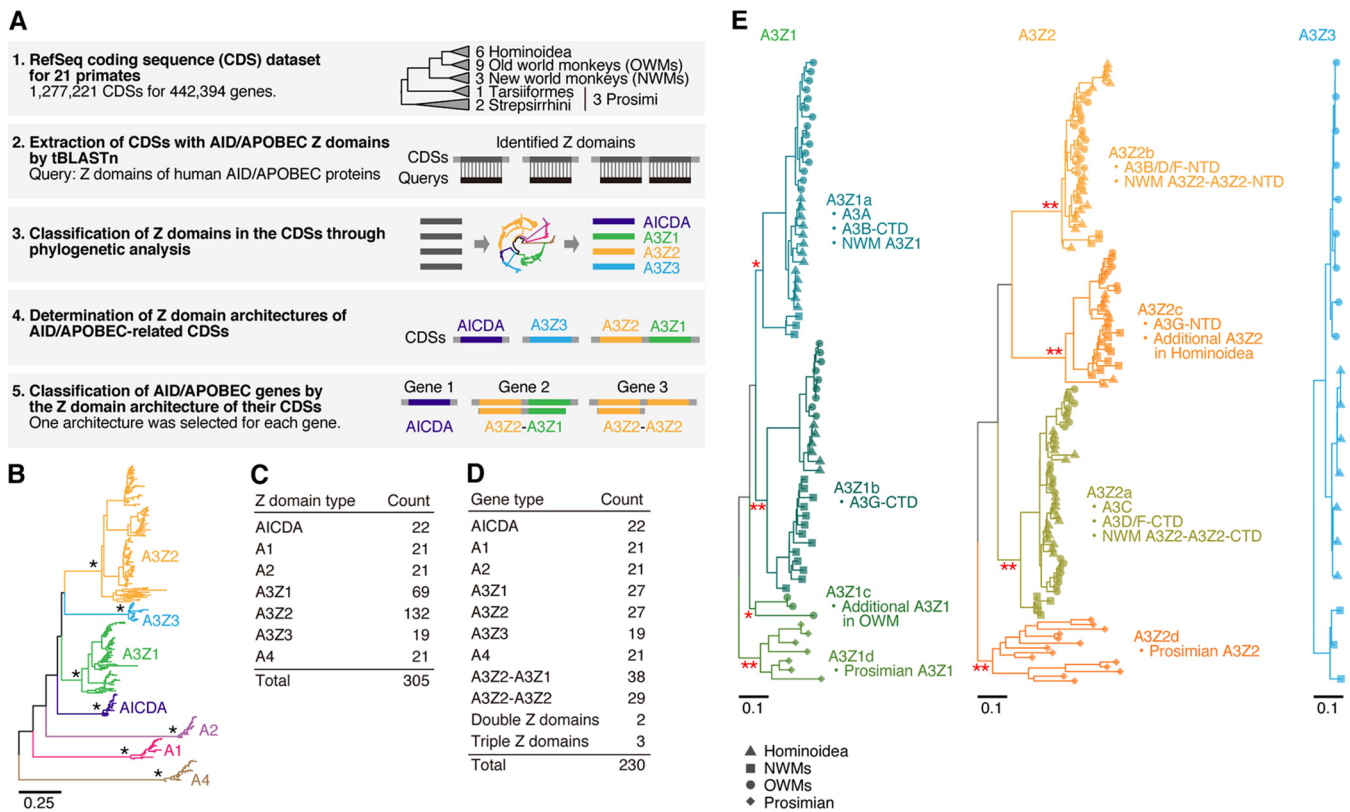 A
1. RefSeq coding sequence (CDS) dataset
for 21 primates
1,277,221 CDSs for 442,394 genes.
6 Hominoidea
9 Old world monkeys (OWMs)
3 New world monkeys (NWMs)
1 Tarsiiformes
2 Strepsirrhini
3 Prosimi
2. Extraction of CDSs with AID/APOBEC Z domains
by tBLASTn
Query: Z domains of human AID/APOBEC proteins
Identified Z domains
CDSs
Querys
3. Classification of Z domains in the CDSs through
phylogenetic analysis
AICDA
A3Z1
A3Z2
A3Z3
4. Determination of Z domain architectures of
AID/APOBEC-related CDSs
CDSs
AICDA
A3Z3
A3Z2
A3Z1
5. Classification of AID/APOBEC genes by
the Z domain architecture of their CDSs
One architecture was selected for each gene.
Gene 1
Gene 2
Gene 3
AICDA
A3Z2-A3Z1
A3Z2-A3Z2
B
A3Z2
*
*
A3Z3
A3Z1
*
*
AICDA
*
A2
*
A1
*
A4
0.25
C
Z domain type Count
AICDA 22
A1 21
A2 21
A3Z1 69
A3Z2 132
A3Z3 19
A4 21
Total 305
D
Gene type Count
AICDA 22
A1 21
A2 21
A3Z1 27
A3Z2 27
A3Z3 19
A4 21
A3Z2-A3Z1 38
A3Z2-A3Z2 29
Double Z domains 2
Triple Z domains 3
Total 230
E
A3Z1
*
A3Z1a
• A3A
• A3B-CTD
• NWM A3Z1
**
A3Z1b
• A3G-CTD
*
A3Z1c
• Additional A3Z1
in OWM
**
A3Z1d
• Prosimian A3Z1
0.1
A3Z2
**
A3Z2b
• A3B/D/F-NTD
• NWM A3Z2-A3Z2-NTD
**
A3Z2c
• A3G-NTD
• Additional A3Z2
in Hominoidea
**
A3Z2a
• A3C
• A3D/F-CTD
• NWM A3Z2-A3Z2-CTD
**
A3Z2d
• Prosimian A3Z2
0.1
A3Z3
0.1
Hominoidea
NWMs
OWMs
Prosimian